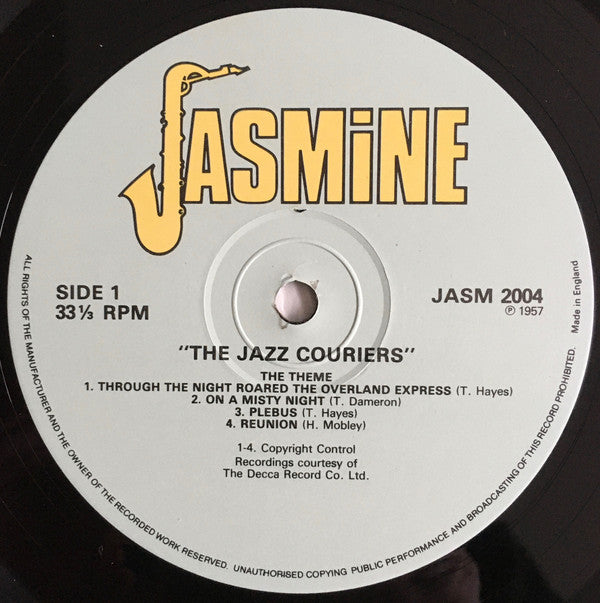 JASMiNE
SIDE 1
33⅓ RPM
JASM 2004
℗ 1957
Made in England
"THE JAZZ COURIERS"
THE THEME
1. THROUGH THE NIGHT ROARED THE OVERLAND EXPRESS (T. Hayes)
2. ON A MISTY NIGHT (T. Dameron)
3. PLEBUS (T. Hayes)
4. REUNION (H. Mobley)
1-4. Copyright Control
Recordings courtesy of
The Decca Record Co. Ltd.
ALL RIGHTS OF THE MANUFACTURER AND THE OWNER OF THE RECORDED WORK RESERVED. UNAUTHORISED COPYING PUBLIC PERFORMANCE AND BROADCASTING OF THIS RECORD PROHIBITED.